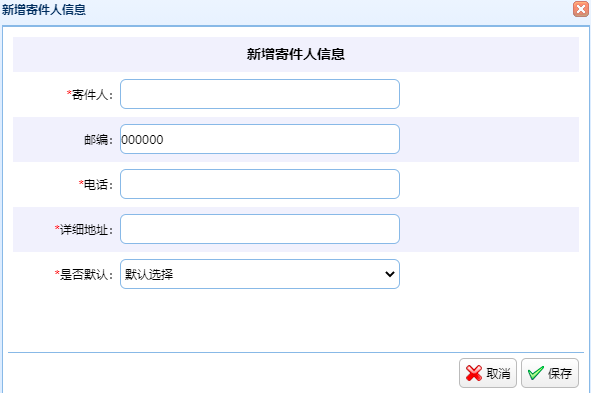 新增寄件人信息
新增寄件人信息
*寄件人：
邮编： 000000
*电话：
*详细地址：
*是否默认： 默认选择
取消 保存